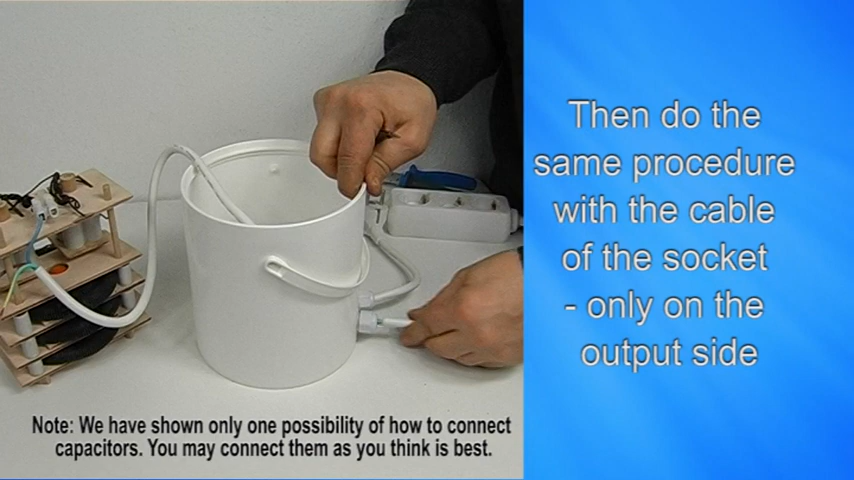 Then do the
same procedure
with the cable
of the socket
- only on the
output side
Note: We have shown only one possibility of how to connect
capacitors. You may connect them as you think is best.